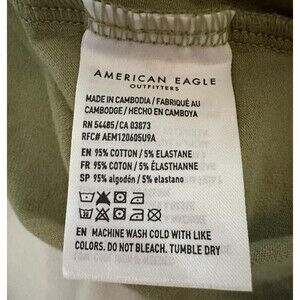 AMERICAN EAGLE
OUTFITTERS
MADE IN CAMBODIA / FABRIQUÉ AU
CAMBODGE / HECHO EN CAMBOYA
RN 54485/CA 03873
RFC# AEM120605U9A
EN 95% COTTON / 5% ELASTANE
FR 95% COTON / 5% ÉLASTHANNE
SP 95% algodón / 5% elastano
EN MACHINE WASH COLD WITH LIKE
COLORS. DO NOT BLEACH. TUMBLE DRY